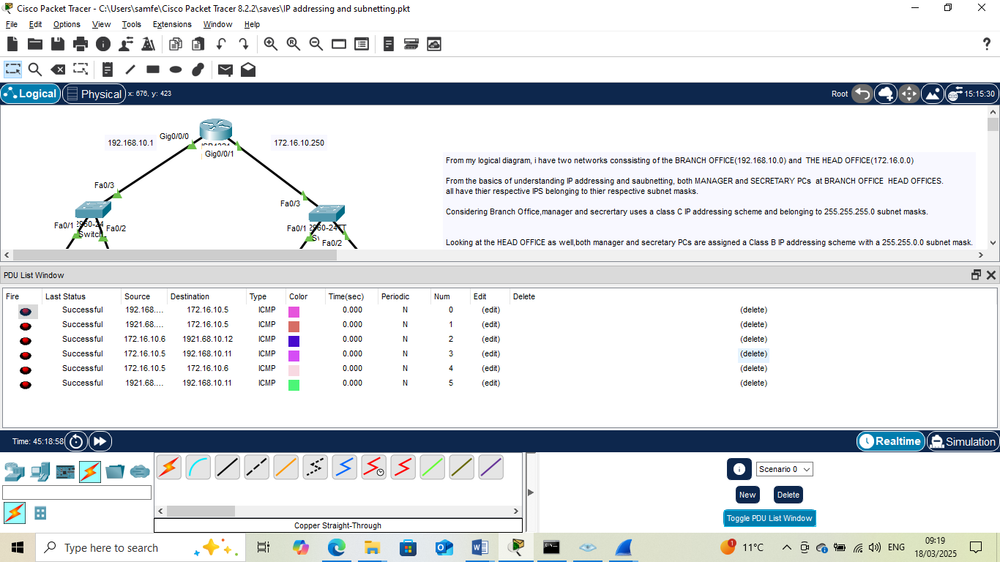 Cisco Packet Tracer - C:\Users\samfe\Cisco Packet Tracer 8.2.2\saves\IP addressing and subnetting.pkt
File Edit Options View Tools Extensions Window Help
Logical Physical x: 676, y: 423 Root 15:15:30
192.168.10.1 Gig0/0/0 172.16.10.250
Gig0/0/1
From my logical diagram, i have two networks conssisting of the BRANCH OFFICE(192.168.10.0) and THE HEAD OFFICE(172.16.0.0)
From the basics of understanding IP addressing and saubnetting, both MANAGER and SECRETARY PCs at BRANCH OFFICE HEAD OFFICES.
all have thier respective IPS belonging to thier respective subnet masks.
Considering Branch Office,manager and secrertary uses a class C IP addressing scheme and belonging to 255.255.255.0 subnet masks.
Looking at the HEAD OFFICE as well,both manager and secretary PCs are assigned a Class B IP addressing scheme with a 255.255.0.0 subnet mask.
Fa0/3
Fa0/3
Fa0/1 2960-24 Fa0/2
Switch
Fa0/1 2960-24TT
Fa0/2
PDU List Window
Fire Last Status Source Destination Type Color Time(sec) Periodic Num Edit Delete
Successful 192.168.... 172.16.10.5 ICMP 0.000 N 0 (edit) (delete)
Successful 1921.68.... 172.16.10.5 ICMP 0.000 N 1 (edit) (delete)
Successful 172.16.10.6 1921.68.10.12 ICMP 0.000 N 2 (edit) (delete)
Successful 172.16.10.5 192.168.10.11 ICMP 0.000 N 3 (edit) (delete)
Successful 172.16.10.5 172.16.10.6 ICMP 0.000 N 4 (edit) (delete)
Successful 1921.68.... 192.168.10.11 ICMP 0.000 N 5 (edit) (delete)
Time: 45:18:58 Realtime Simulation
Scenario 0
New Delete
Toggle PDU List Window
Copper Straight-Through
Type here to search 1 11°C ENG 09:19
18/03/2025